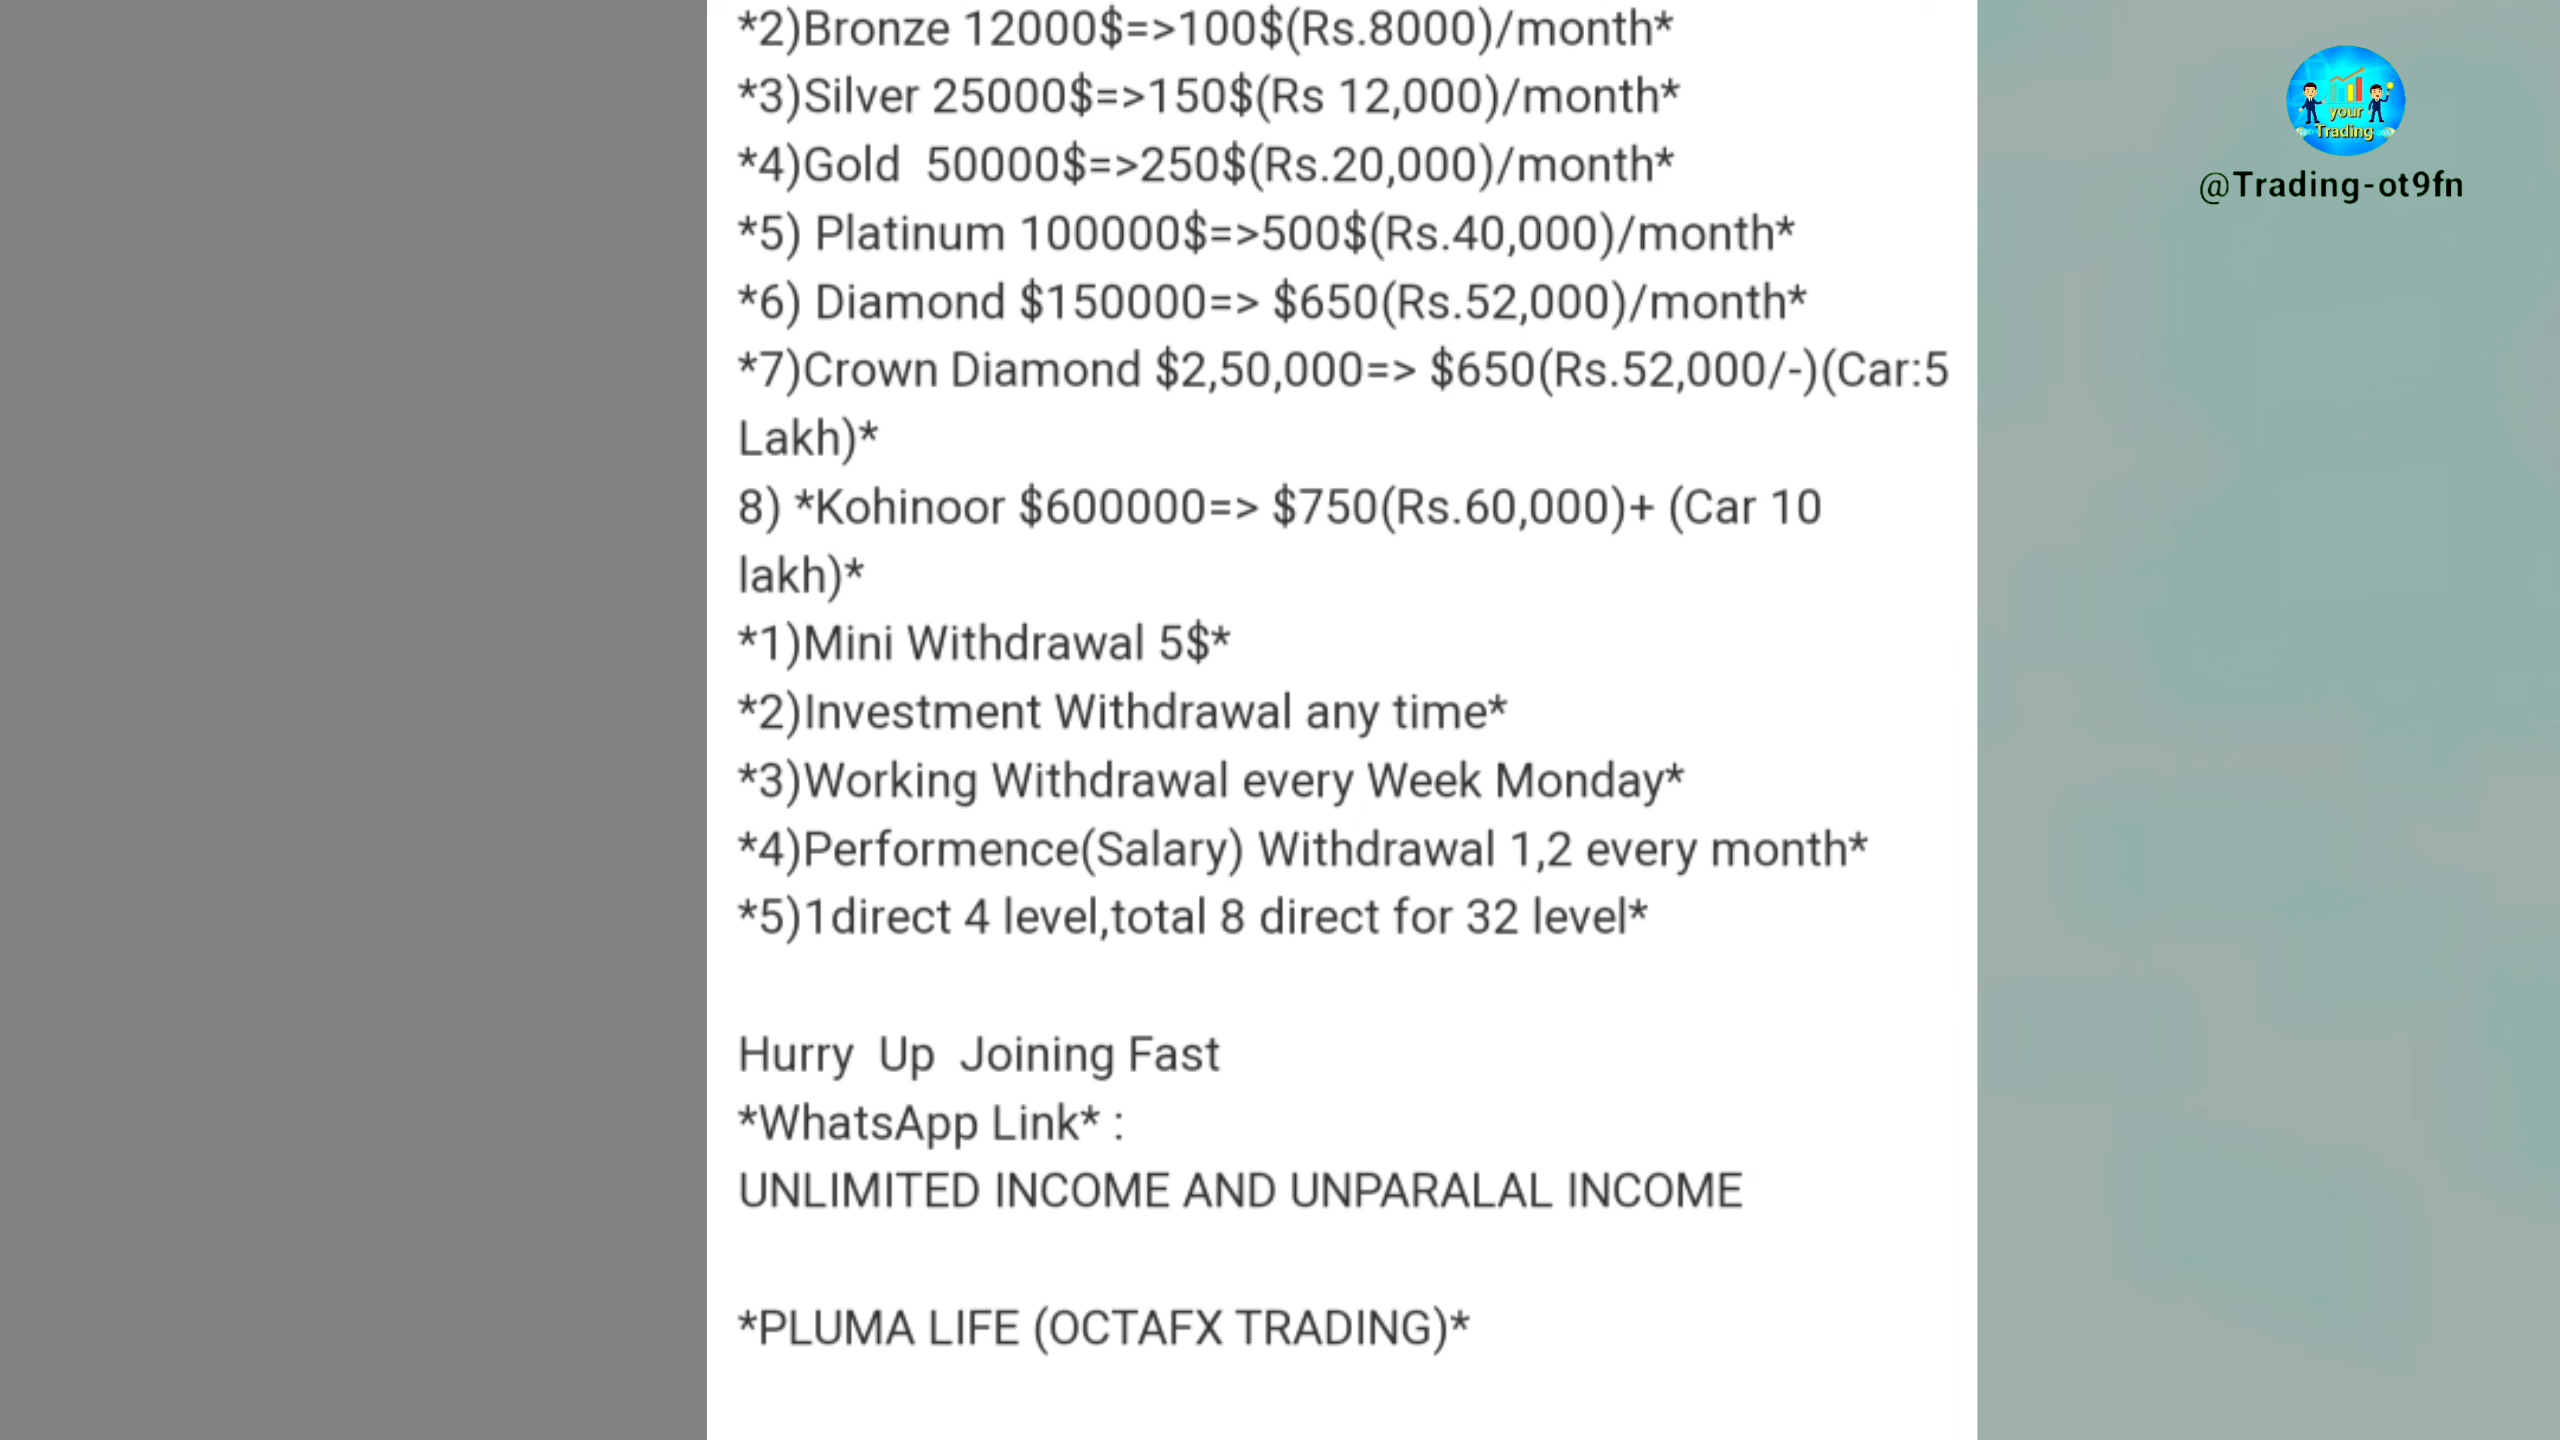 *2)Bronze 12000$=>100$(Rs.8000)/month*
*3)Silver 25000$=>150$(Rs 12,000)/month*
*4)Gold  50000$=>250$(Rs.20,000)/month*
*5) Platinum 100000$=>500$(Rs.40,000)/month*
*6) Diamond $150000=> $650(Rs.52,000)/month*
*7)Crown Diamond $2,50,000=> $650(Rs.52,000/-)(Car:5
Lakh)*
8) *Kohinoor $600000=> $750(Rs.60,000)+ (Car 10
lakh)*
*1)Mini Withdrawal 5$*
*2)Investment Withdrawal any time*
*3)Working Withdrawal every Week Monday*
*4)Performence(Salary) Withdrawal 1,2 every month*
*5)1direct 4 level,total 8 direct for 32 level*
Hurry  Up  Joining Fast
*WhatsApp Link* :
UNLIMITED INCOME AND UNPARALAL INCOME
*PLUMA LIFE (OCTAFX TRADING)*
your
Trading
@Trading-ot9fn